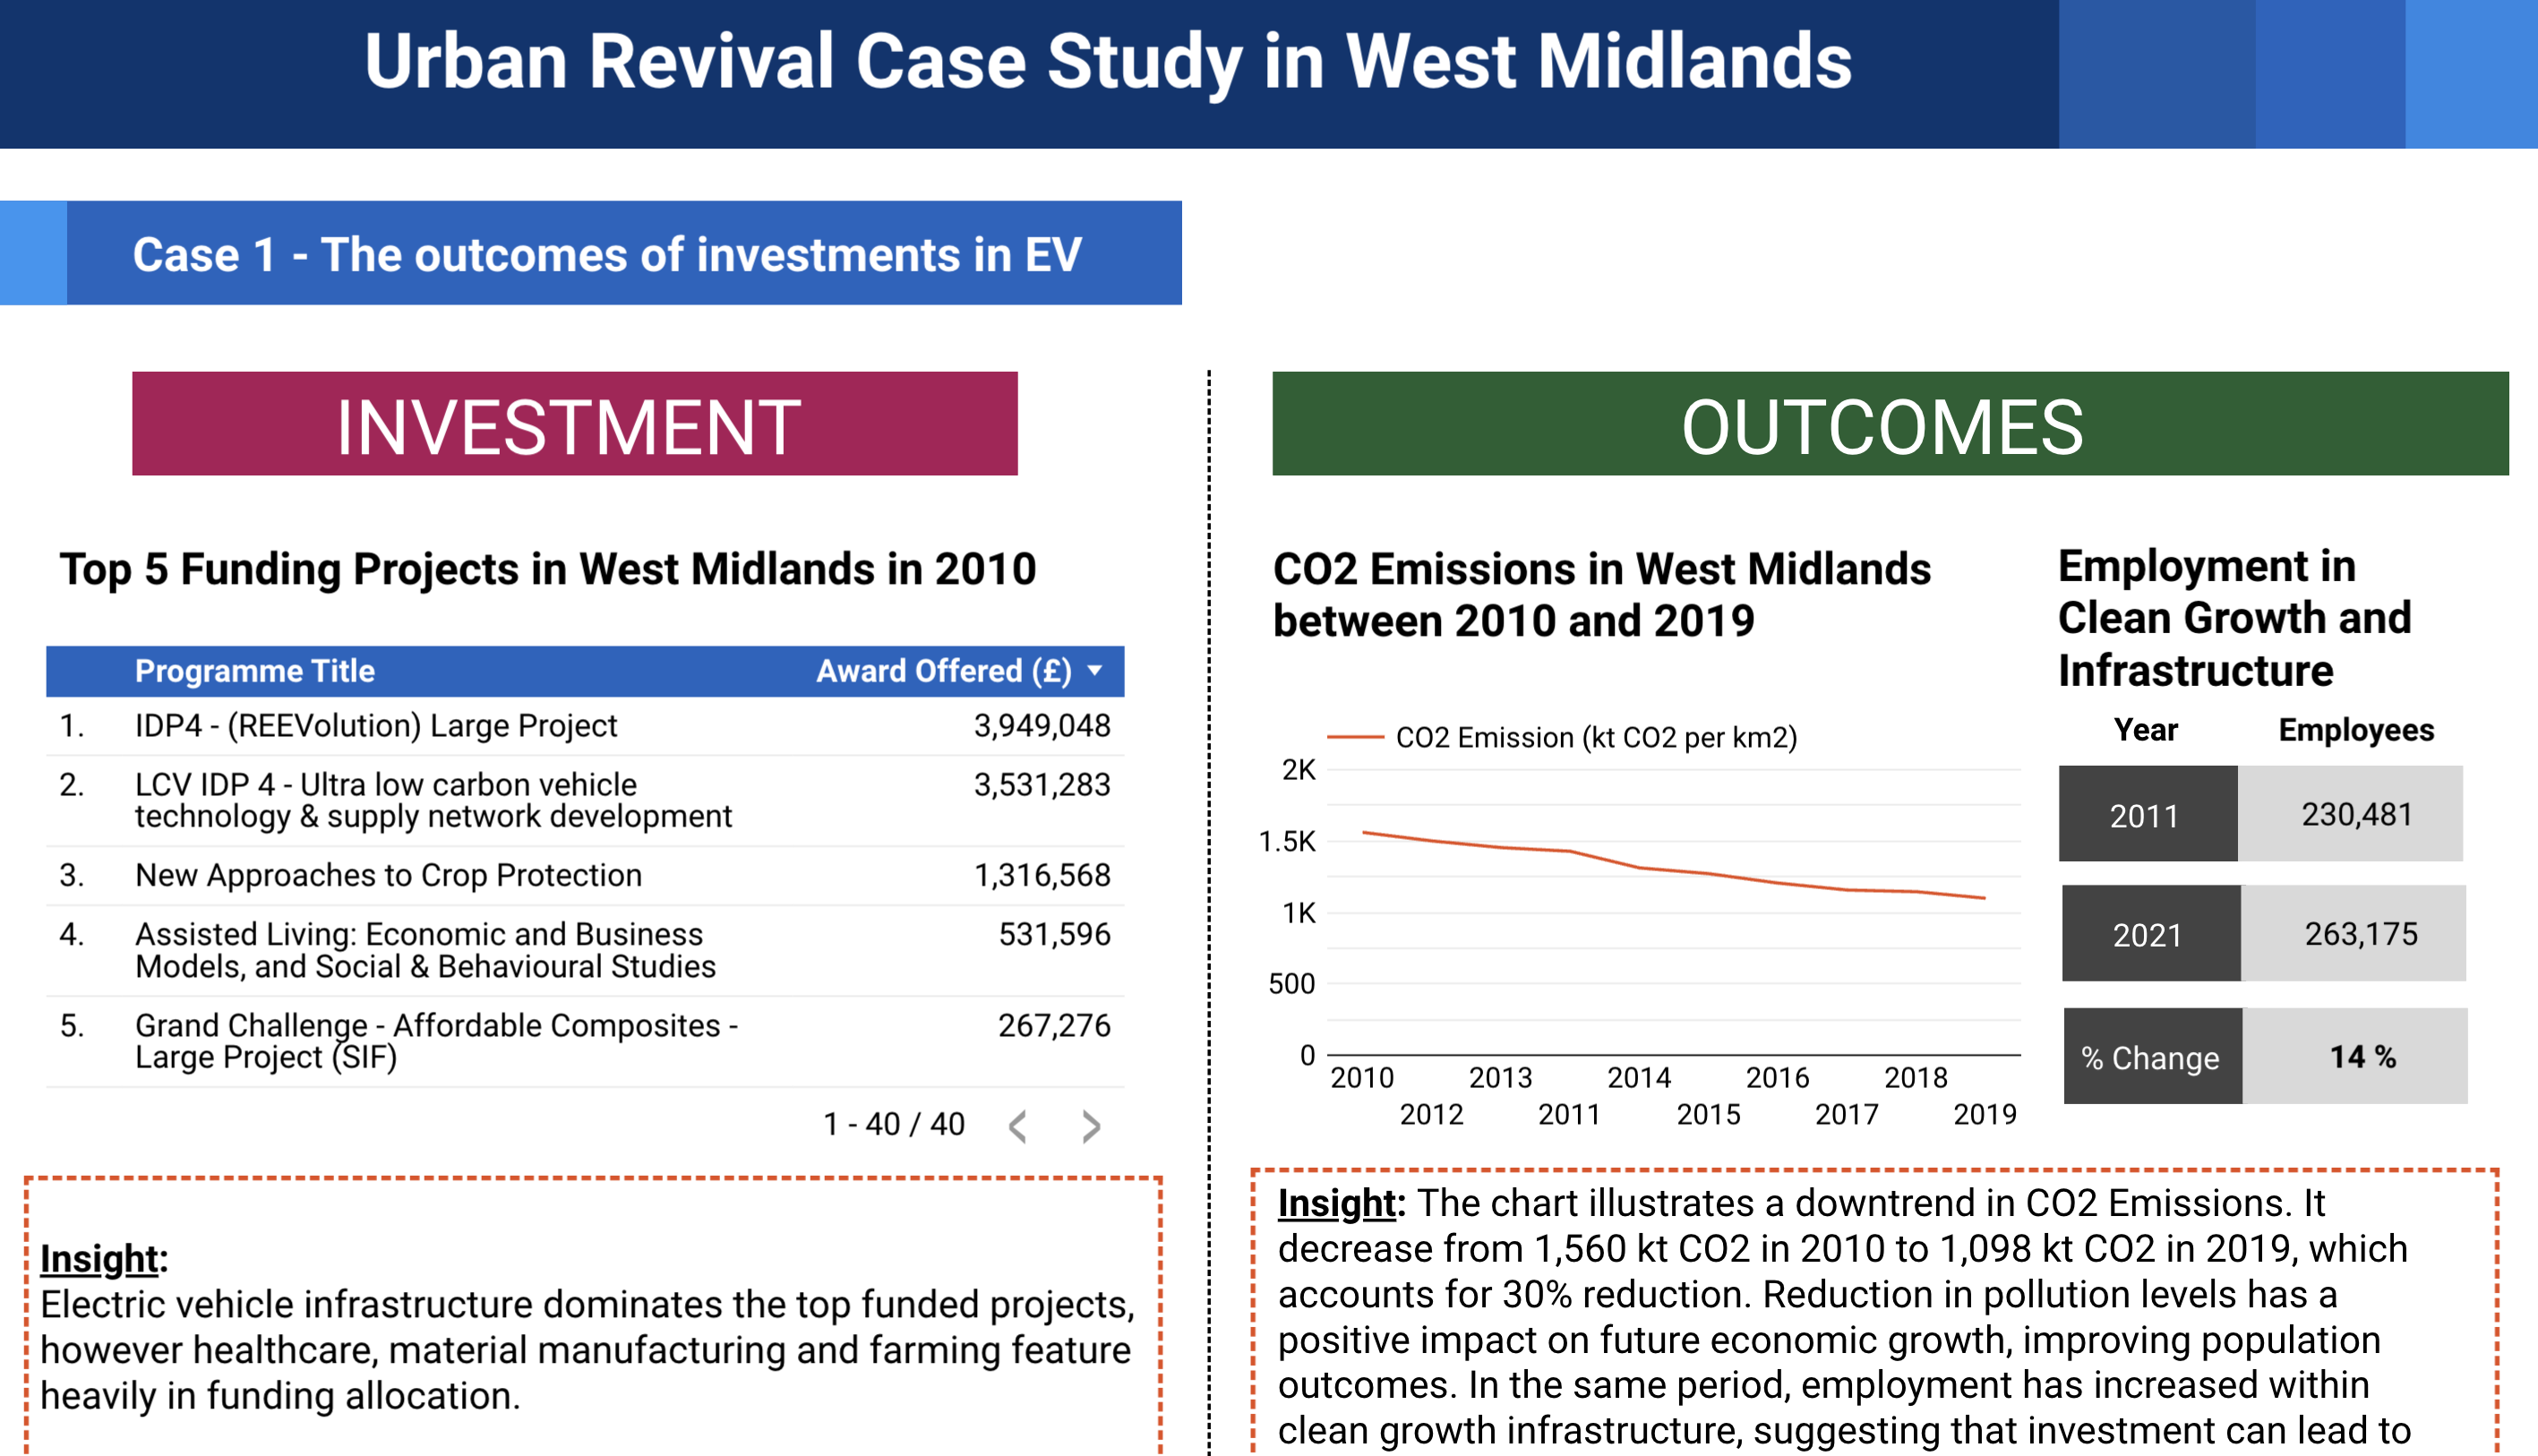 Urban Revival Case Study in West Midlands
Case 1 - The outcomes of investments in EV
INVESTMENT
Top 5 Funding Projects in West Midlands in 2010
Programme Title Award Offered (£)
1. IDP4 - (REEVolution) Large Project 3,949,048
2. LCV IDP 4 - Ultra low carbon vehicle 3,531,283
technology & supply network development
3. New Approaches to Crop Protection 1,316,568
4. Assisted Living: Economic and Business 531,596
Models, and Social & Behavioural Studies
5. Grand Challenge - Affordable Composites - 267,276
Large Project (SIF)
1 - 40 / 40 < >
Insight:
Electric vehicle infrastructure dominates the top funded projects,
however healthcare, material manufacturing and farming feature
heavily in funding allocation.
OUTCOMES
CO2 Emissions in West Midlands
between 2010 and 2019
CO2 Emission (kt CO2 per km2)
2K
1.5K
1K
500
0
2010 2013 2014 2016 2018
2012 2011 2015 2017 2019
Employment in
Clean Growth and
Infrastructure
Year Employees
2011 230,481
2021 263,175
% Change 14 %
Insight: The chart illustrates a downtrend in CO2 Emissions. It
decrease from 1,560 kt CO2 in 2010 to 1,098 kt CO2 in 2019, which
accounts for 30% reduction. Reduction in pollution levels has a
positive impact on future economic growth, improving population
outcomes. In the same period, employment has increased within
clean growth infrastructure, suggesting that investment can lead to